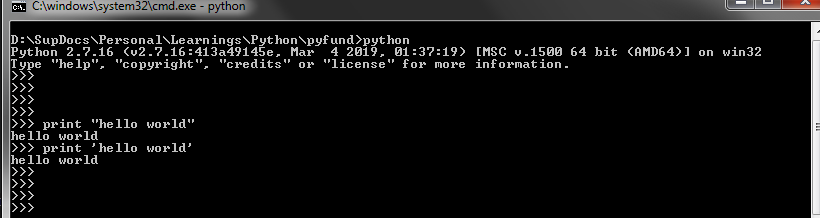 C:\windows\system32\cmd.exe - python
D:\SupDocs\Personal\Learnings\Python\pyfund>python
Python 2.7.16 (v2.7.16:413a49145e, Mar  4 2019, 01:37:19) [MSC v.1500 64 bit (AMD64)] on win32
Type "help", "copyright", "credits" or "license" for more information.
>>>
>>>
>>>
>>>
>>> print "hello world"
hello world
>>> print 'hello world'
hello world
>>>
>>>
>>>
>>>